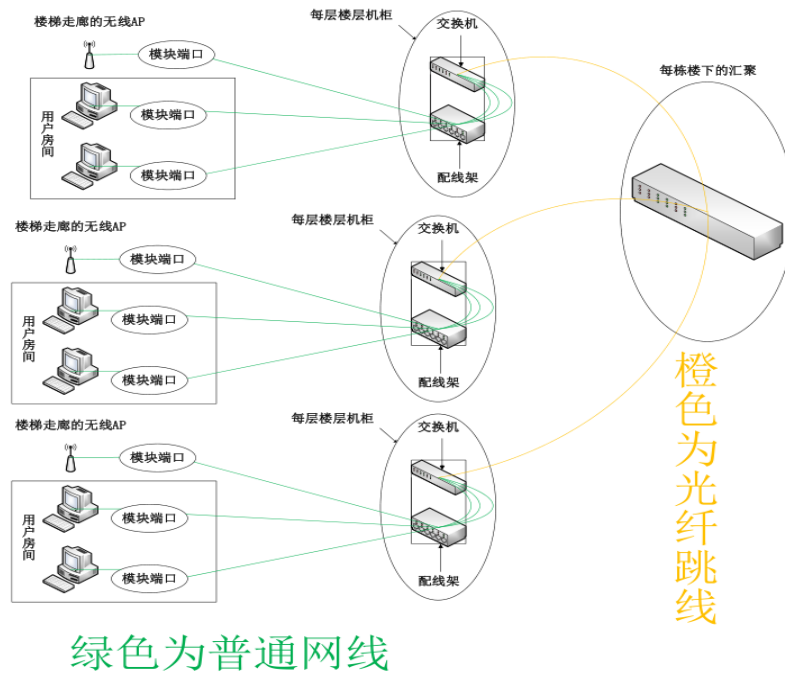 楼梯走廊的无线AP
每层楼层机柜
交换机
模块端口
用户房间
模块端口
模块端口
配线架
每栋楼下的汇聚
楼梯走廊的无线AP
每层楼层机柜
交换机
模块端口
用户房间
模块端口
模块端口
配线架
楼梯走廊的无线AP
每层楼层机柜
交换机
模块端口
用户房间
模块端口
模块端口
配线架
橙色为光纤跳线
绿色为普通网线